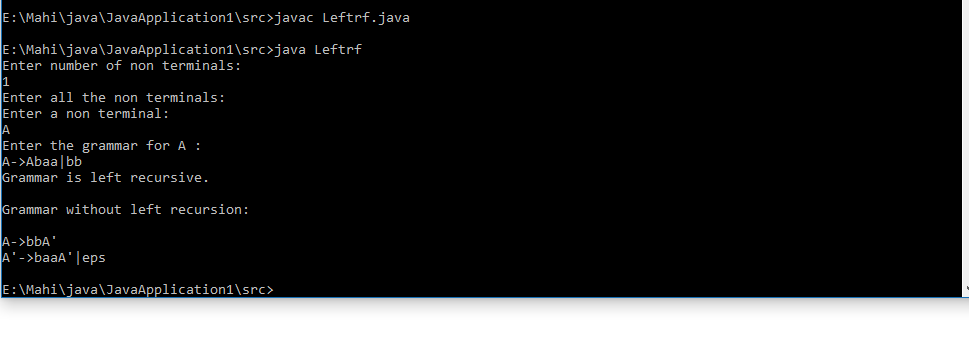 E:\Mahi\java\JavaApplication1\src>javac Leftrf.java
E:\Mahi\java\JavaApplication1\src>java Leftrf
Enter number of non terminals:
1
Enter all the non terminals:
Enter a non terminal:
A
Enter the grammar for A :
A->Abaa|bb
Grammar is left recursive.
Grammar without left recursion:
A->bbA'
A'->baaA'|eps
E:\Mahi\java\JavaApplication1\src>